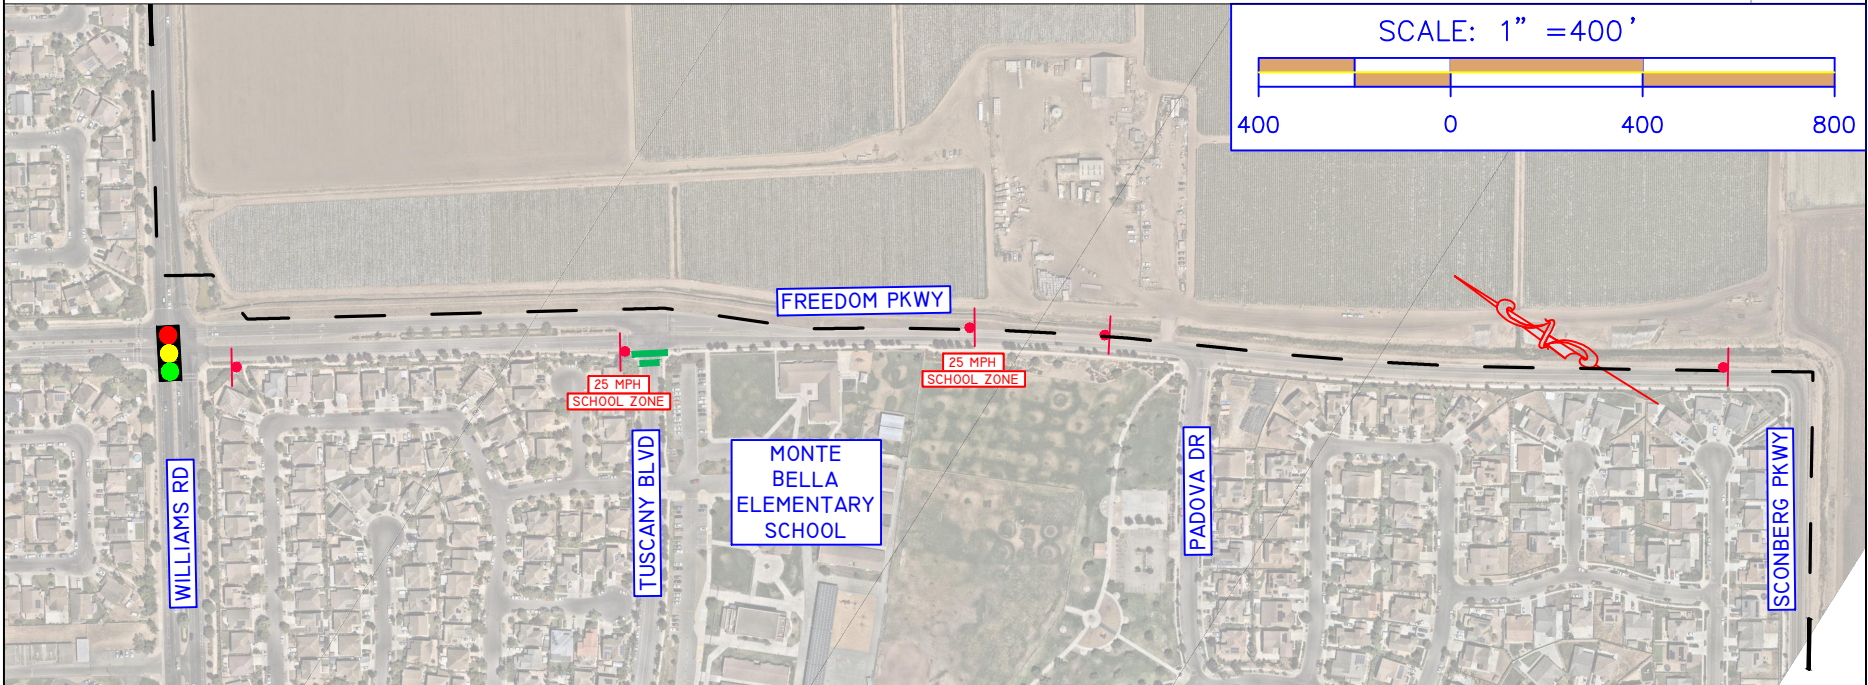 SCALE: 1" =400'
400 0 400 800
FREEDOM PKWY
25 MPH
SCHOOL ZONE
25 MPH
SCHOOL ZONE
WILLIAMS RD
TUSCANY BLVD
MONTE
BELLA
ELEMENTARY
SCHOOL
PADOVA DR
SCONBERG PKWY